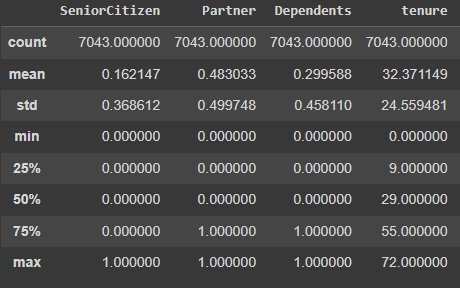 SeniorCitizen Partner Dependents tenure
count 7043.000000 7043.000000 7043.000000 7043.000000
mean 0.162147 0.483033 0.299588 32.371149
std 0.368612 0.499748 0.458110 24.559481
min 0.000000 0.000000 0.000000 0.000000
25% 0.000000 0.000000 0.000000 9.000000
50% 0.000000 0.000000 0.000000 29.000000
75% 0.000000 1.000000 1.000000 55.000000
max 1.000000 1.000000 1.000000 72.000000